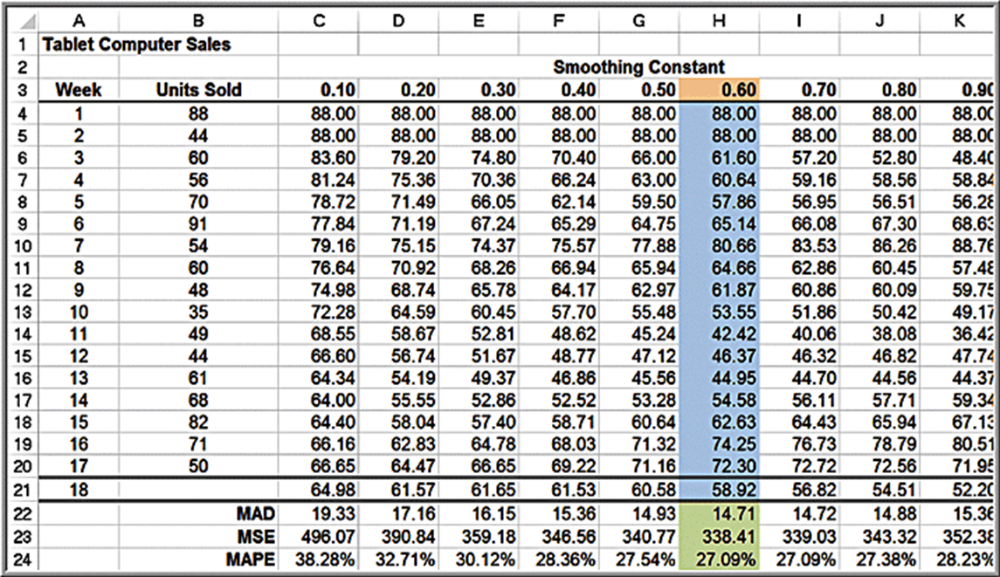 A B C D E F G H I J K
1 Tablet Computer Sales
2 Smoothing Constant
3 Week Units Sold 0.10 0.20 0.30 0.40 0.50 0.60 0.70 0.80 0.90
4 1 88 88.00 88.00 88.00 88.00 88.00 88.00 88.00 88.00 88.00
5 2 44 88.00 88.00 88.00 88.00 88.00 88.00 88.00 88.00 88.00
6 3 60 83.60 79.20 74.80 70.40 66.00 61.60 57.20 52.80 48.40
7 4 56 81.24 75.36 70.36 66.24 63.00 60.64 59.16 58.56 58.84
8 5 70 78.72 71.49 66.05 62.14 59.50 57.86 56.95 56.51 56.28
9 6 91 77.84 71.19 67.24 65.29 64.75 65.14 66.08 67.30 68.63
10 7 54 79.16 75.15 74.37 75.57 77.88 80.66 83.53 86.26 88.76
11 8 60 76.64 70.92 68.26 66.94 65.94 64.66 62.86 60.45 57.48
12 9 48 74.98 68.74 65.78 64.17 62.97 61.87 60.86 60.09 59.75
13 10 35 72.28 64.59 60.45 57.70 55.48 53.55 51.86 50.42 49.17
14 11 49 68.55 58.67 52.81 48.62 45.24 42.42 40.06 38.08 36.42
15 12 44 66.60 56.74 51.67 48.77 47.12 46.37 46.32 46.82 47.74
16 13 61 64.34 54.19 49.37 46.86 45.56 44.95 44.70 44.56 44.37
17 14 68 64.00 55.55 52.86 52.52 53.28 54.58 56.11 57.71 59.34
18 15 82 64.40 58.04 57.40 58.71 60.64 62.63 64.43 65.94 67.13
19 16 71 66.16 62.83 64.78 68.03 71.32 74.25 76.73 78.79 80.51
20 17 50 66.65 64.47 66.65 69.22 71.16 72.30 72.72 72.56 71.95
21 18 64.98 61.57 61.65 61.53 60.58 58.92 56.82 54.51 52.20
22 MAD 19.33 17.16 16.15 15.36 14.93 14.71 14.72 14.88 15.36
23 MSE 496.07 390.84 359.18 346.56 340.77 338.41 339.03 343.32 352.38
24 MAPE 38.28% 32.71% 30.12% 28.36% 27.54% 27.09% 27.09% 27.38% 28.23%